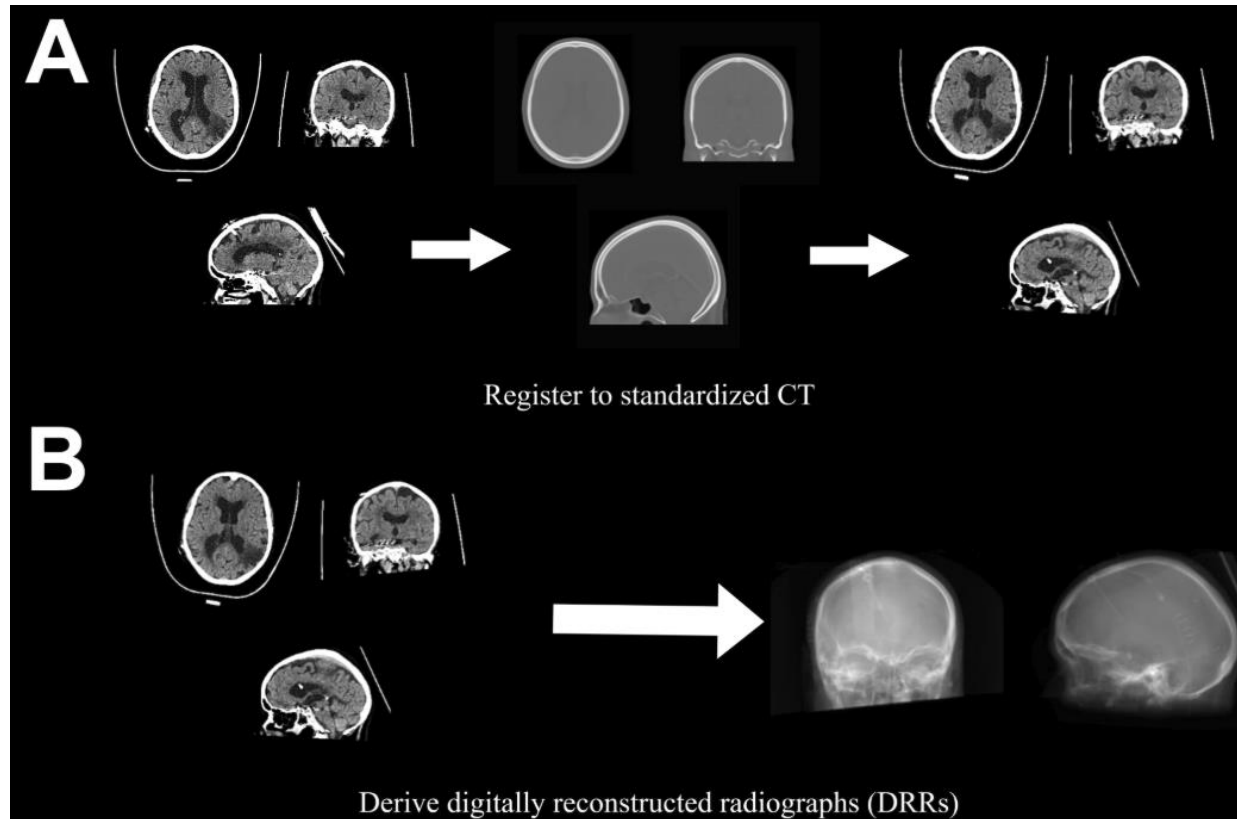 A
Register to standardized CT
B
Derive digitally reconstructed radiographs (DRRs)